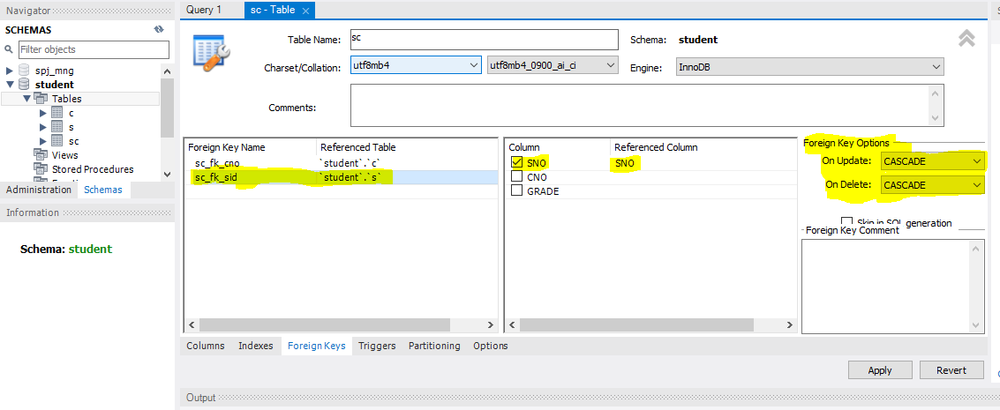 Navigator
SCHEMAS
Filter objects
spj_mng
student
Tables
c
s
sc
Views
Stored Procedures
Administration Schemas
Information
Schema: student
Query 1 sc - Table
Table Name: sc Schema: student
Charset/Collation: utf8mb4 utf8mb4_0900_ai_ci Engine: InnoDB
Comments:
Foreign Key Name Referenced Table
sc_fk_cno `student`.`c`
sc_fk_sid `student`.`s`
Column Referenced Column
SNO SNO
CNO
GRADE
Foreign Key Options
On Update: CASCADE
On Delete: CASCADE
Skip in SQL generation
Foreign Key Comment
Columns Indexes Foreign Keys Triggers Partitioning Options
Apply Revert
Output